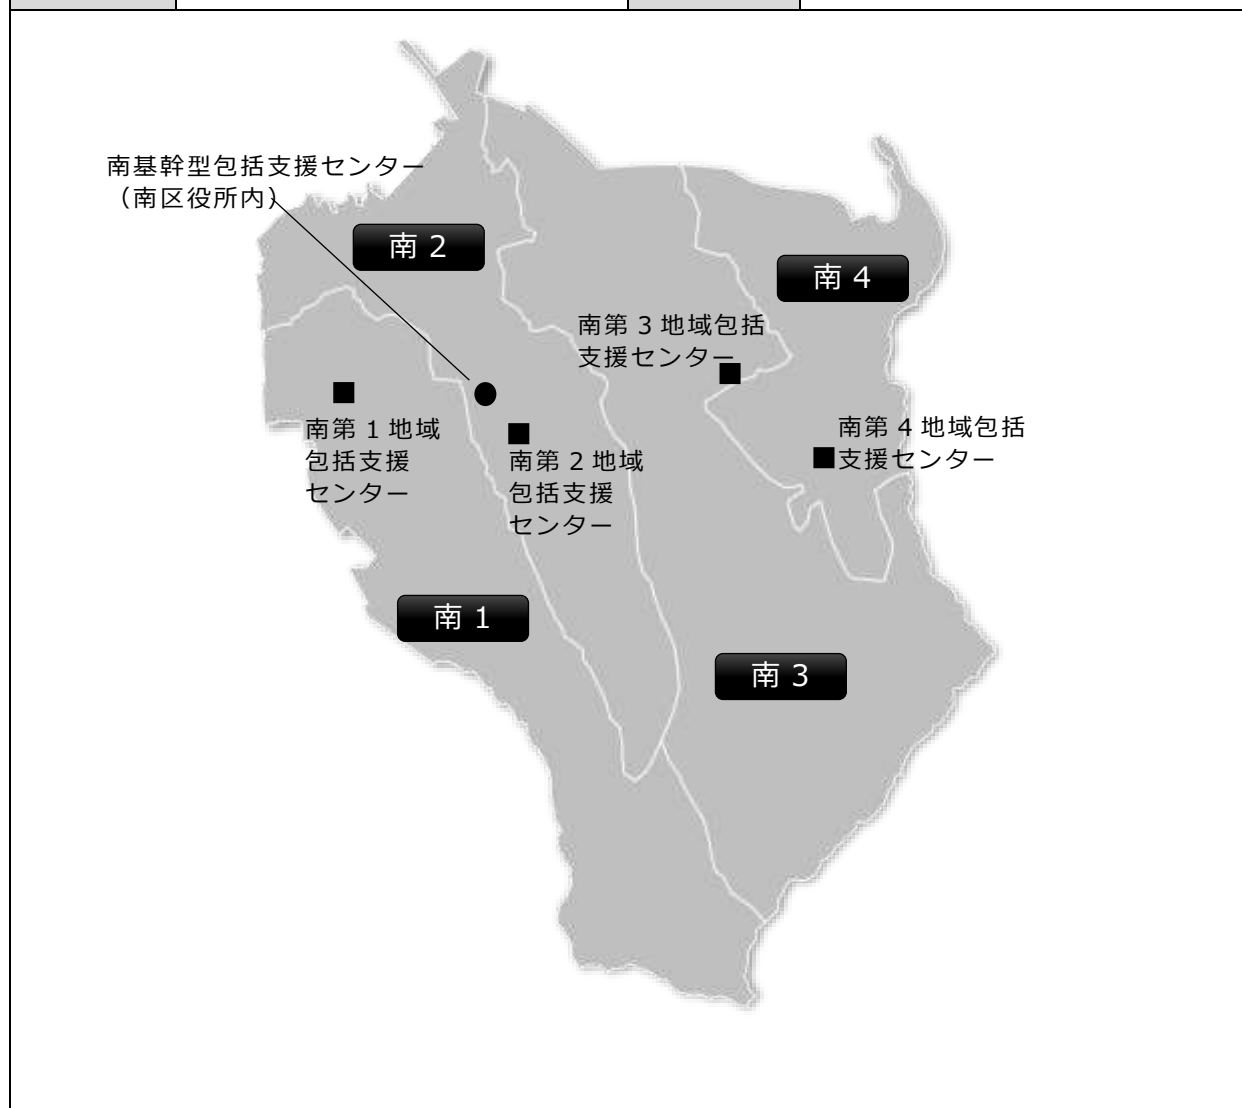 南基幹型包括支援センター
（南区役所内）
南２
南４
南第３地域包括
支援センター
南第１地域
包括支援
センター
南第２地域
包括支援
センター
南第４地域包括
支援センター
南１
南３